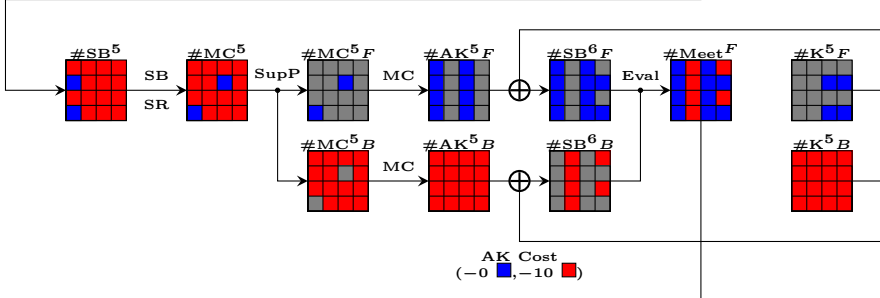 #SB^5
#MC^5
#MC^5 F
#AK^5 F
#SB^6 F
#Meet^F
#K^5 F
SB
SR
SupP
MC
Eval
#MC^5 B
#AK^5 B
#SB^6 B
#K^5 B
MC
AK Cost
(−0 ,−10 )